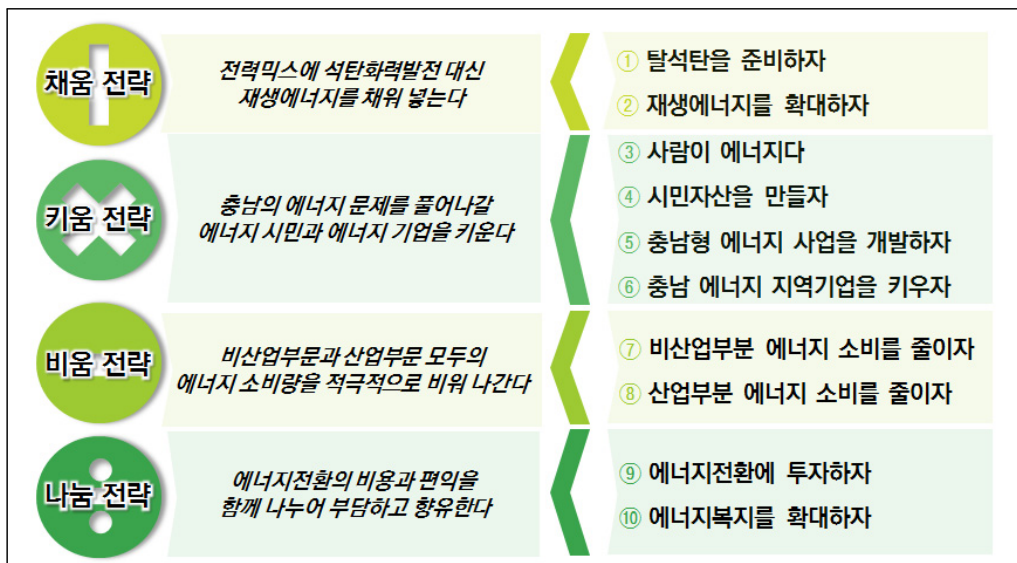 채움 전략
전력믹스에 석탄화력발전 대신
재생에너지를 채워 넣는다
① 탈석탄을 준비하자
② 재생에너지를 확대하자
키움 전략
충남의 에너지 문제를 풀어나갈
에너지 시민과 에너지 기업을 키운다
③ 사람이 에너지다
④ 시민자산을 만들자
⑤ 충남형 에너지 사업을 개발하자
⑥ 충남 에너지 지역기업을 키우자
비움 전략
비산업부문과 산업부문 모두의
에너지 소비량을 적극적으로 비워 나간다
⑦ 비산업부분 에너지 소비를 줄이자
⑧ 산업부분 에너지 소비를 줄이자
나눔 전략
에너지전환의 비용과 편익을
함께 나누어 부담하고 향유한다
⑨ 에너지전환에 투자하자
⑩ 에너지복지를 확대하자